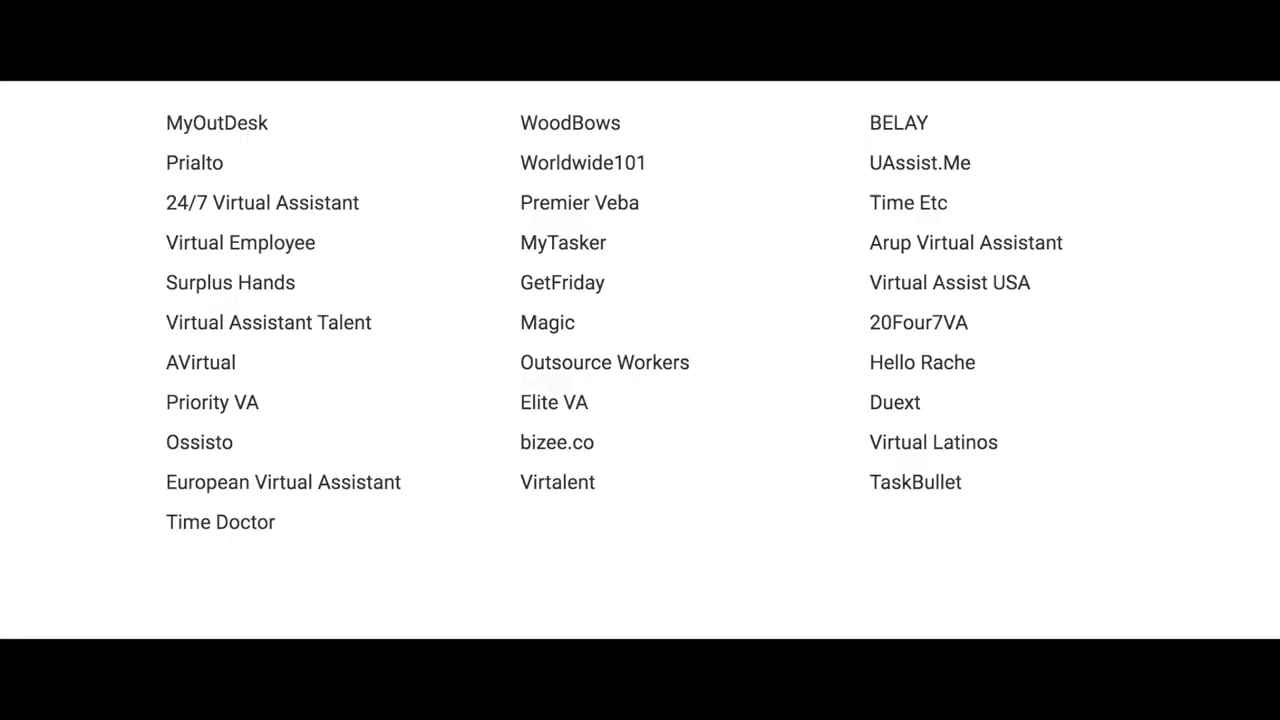 MyOutDesk
Prialto
24/7 Virtual Assistant
Virtual Employee
Surplus Hands
Virtual Assistant Talent
AVirtual
Priority VA
Ossisto
European Virtual Assistant
Time Doctor
WoodBows
Worldwide101
Premier Veba
MyTasker
GetFriday
Magic
Outsource Workers
Elite VA
bizee.co
Virtalent
BELAY
UAssist.Me
Time Etc
Arup Virtual Assistant
Virtual Assist USA
20Four7VA
Hello Rache
Duext
Virtual Latinos
TaskBullet